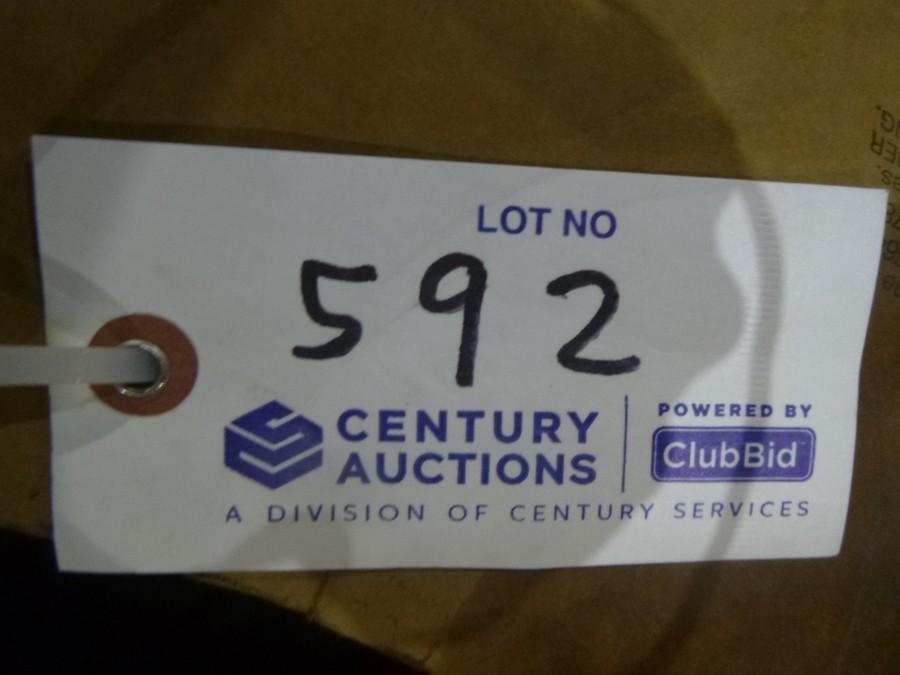 LOT NO
592
CENTURY
AUCTIONS
A DIVISION OF CENTURY SERVICES
POWERED BY
ClubBid